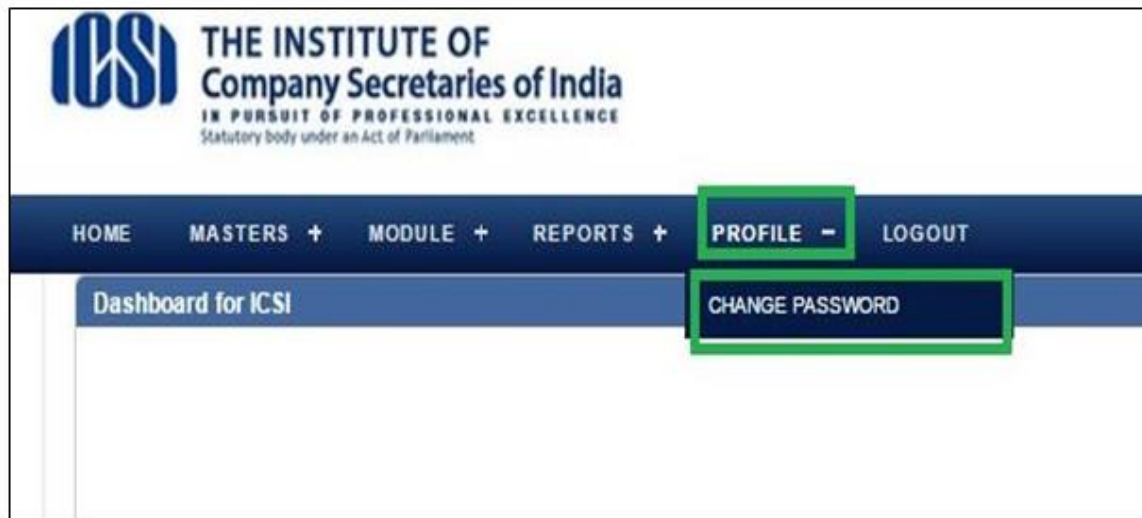 ICSI
THE INSTITUTE OF
Company Secretaries of India
IN PURSUIT OF PROFESSIONAL EXCELLENCE
Statutory body under an Act of Parliament
HOME MASTERS + MODULE + REPORTS + PROFILE - LOGOUT
Dashboard for ICSI
CHANGE PASSWORD